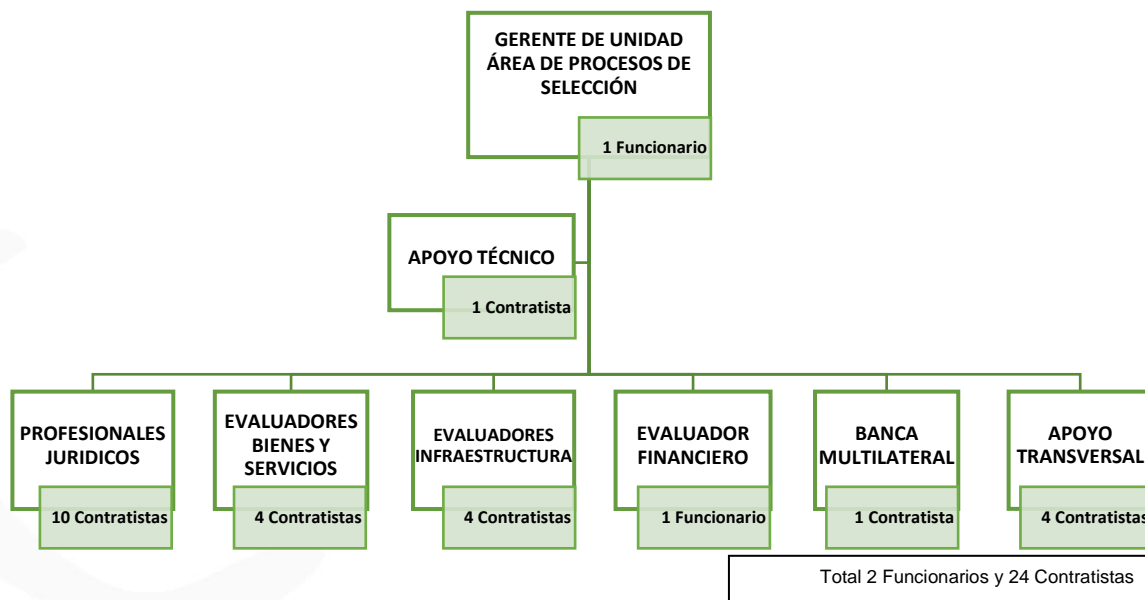 GERENTE DE UNIDAD
ÁREA DE PROCESOS DE
SELECCIÓN
1 Funcionario
APOYO TÉCNICO
1 Contratista
PROFESIONALES
JURIDICOS
10 Contratistas
EVALUADORES
BIENES Y
SERVICIOS
4 Contratistas
EVALUADORES
INFRAESTRUCTURA
4 Contratistas
EVALUADOR
FINANCIERO
1 Funcionario
BANCA
MULTILATERAL
1 Contratista
APOYO
TRANSVERSAL
4 Contratistas
Total 2 Funcionarios y 24 Contratistas